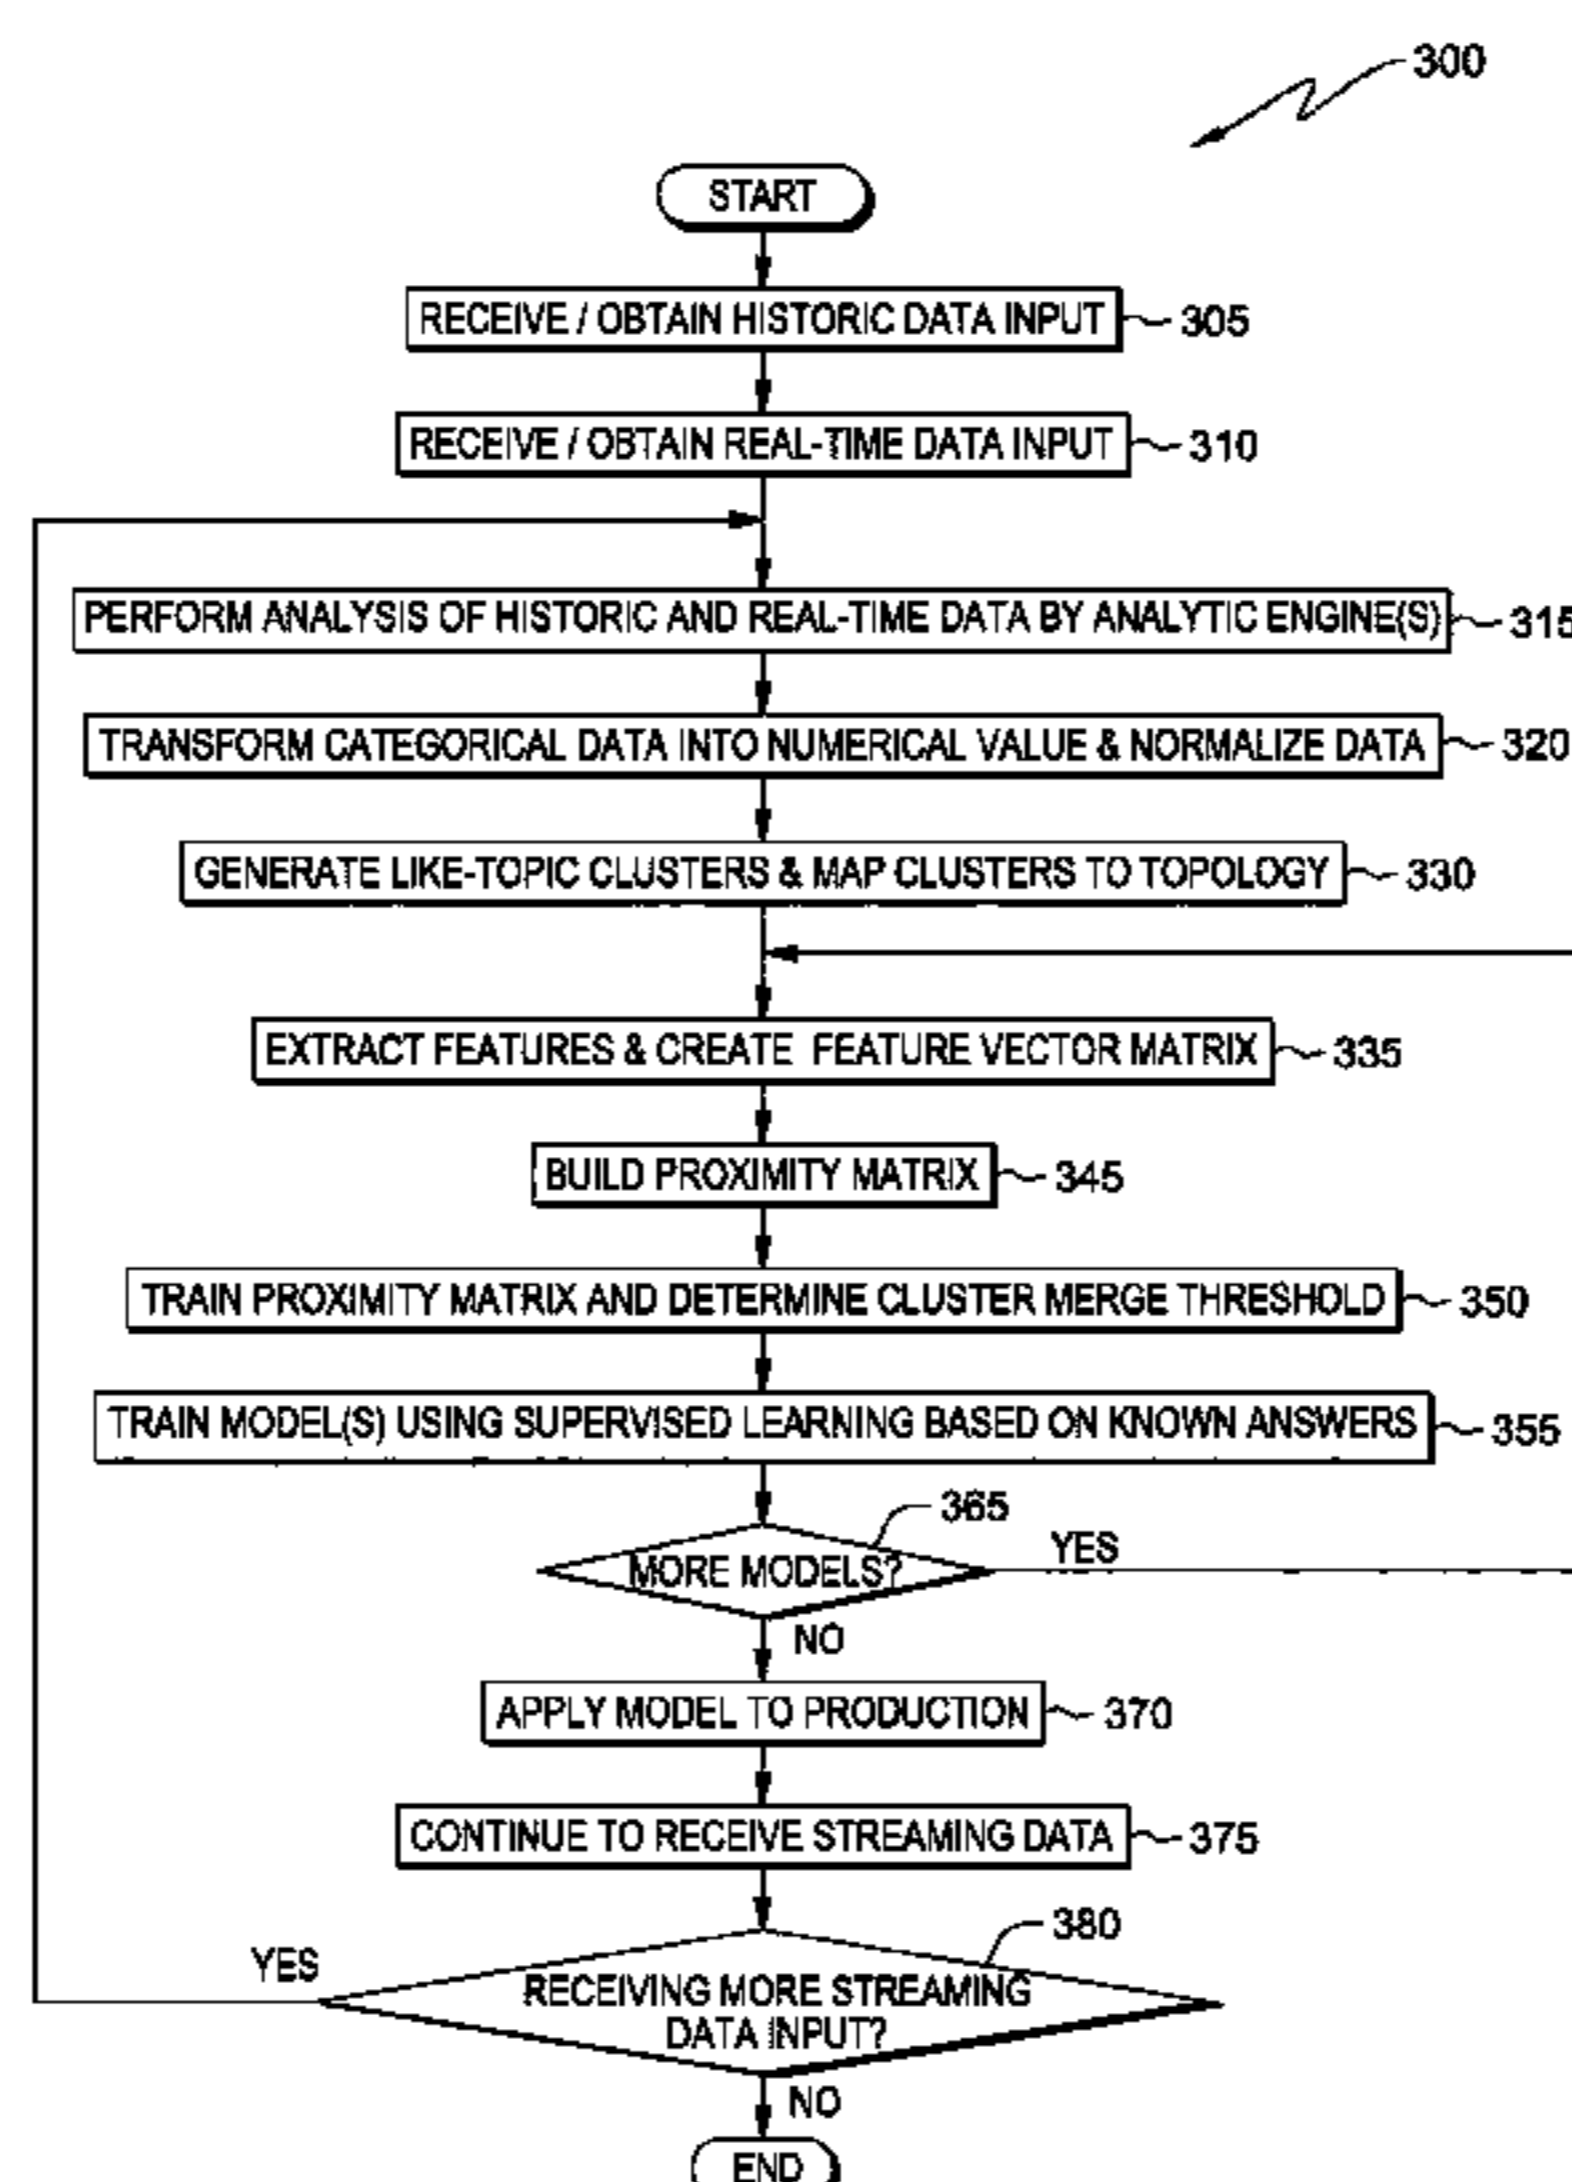 300
START
RECEIVE / OBTAIN HISTORIC DATA INPUT 305
RECEIVE / OBTAIN REAL-TIME DATA INPUT 310
PERFORM ANALYSIS OF HISTORIC AND REAL-TIME DATA BY ANALYTIC ENGINE(S) 315
TRANSFORM CATEGORICAL DATA INTO NUMERICAL VALUE & NORMALIZE DATA 320
GENERATE LIKE-TOPIC CLUSTERS & MAP CLUSTERS TO TOPOLOGY 330
EXTRACT FEATURES & CREATE FEATURE VECTOR MATRIX 335
BUILD PROXIMITY MATRIX 345
TRAIN PROXIMITY MATRIX AND DETERMINE CLUSTER MERGE THRESHOLD 350
TRAIN MODEL(S) USING SUPERVISED LEARNING BASED ON KNOWN ANSWERS 355
365
MORE MODELS? YES
NO
APPLY MODEL TO PRODUCTION 370
CONTINUE TO RECEIVE STREAMING DATA 375
380
YES
RECEIVING MORE STREAMING
DATA INPUT?
NO
END